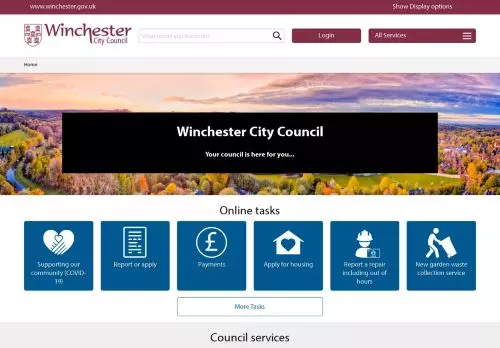 www.winchester.gov.uk Show Display options
Winchester
City Council
What would you like to do?
Login
All Services
Home
Winchester City Council
Your council is here for you...
Online tasks
Supporting our
community (COVID-
19)
Report or apply
Payments
Apply for housing
Report a repair
including out of
hours
New garden waste
collection service
More Tasks
Council services